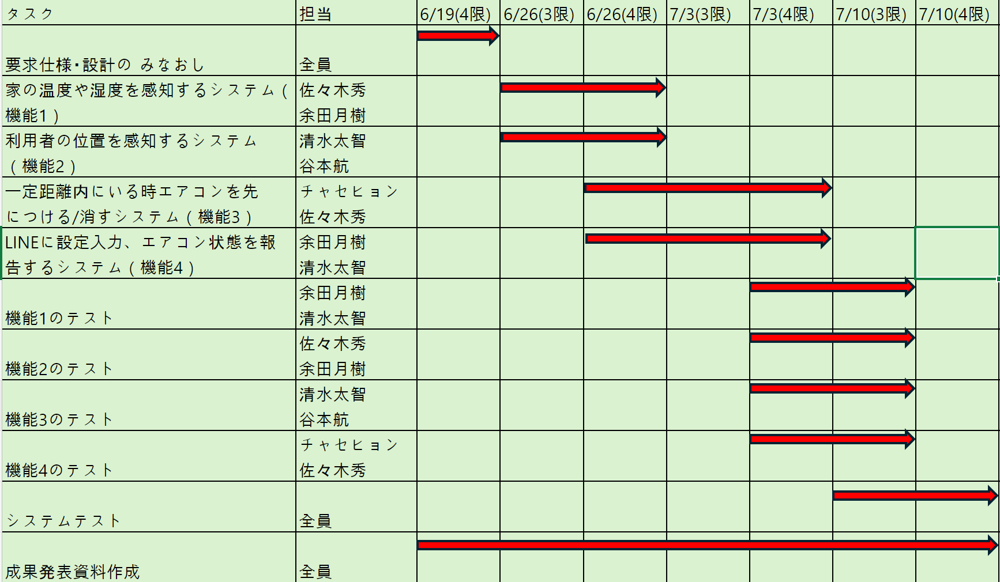 タスク 担当 6/19(4限) 6/26(3限) 6/26(4限) 7/3(3限) 7/3(4限) 7/10(3限) 7/10(4限)
要求仕様・設計の みなおし 全員
家の温度や湿度を感知するシステム（ 佐々木秀
機能1） 余田月樹
利用者の位置を感知するシステム 清水太智
（機能2） 谷本航
一定距離内にいる時エアコンを先 チャセヒョン
につける/消すシステム（機能3） 佐々木秀
LINEに設定入力、エアコン状態を報 余田月樹
告するシステム（機能4） 清水太智
余田月樹
機能1のテスト 清水太智
佐々木秀
機能2のテスト 余田月樹
清水太智
機能3のテスト 谷本航
チャセヒョン
機能4のテスト 佐々木秀
システムテスト 全員
成果発表資料作成 全員